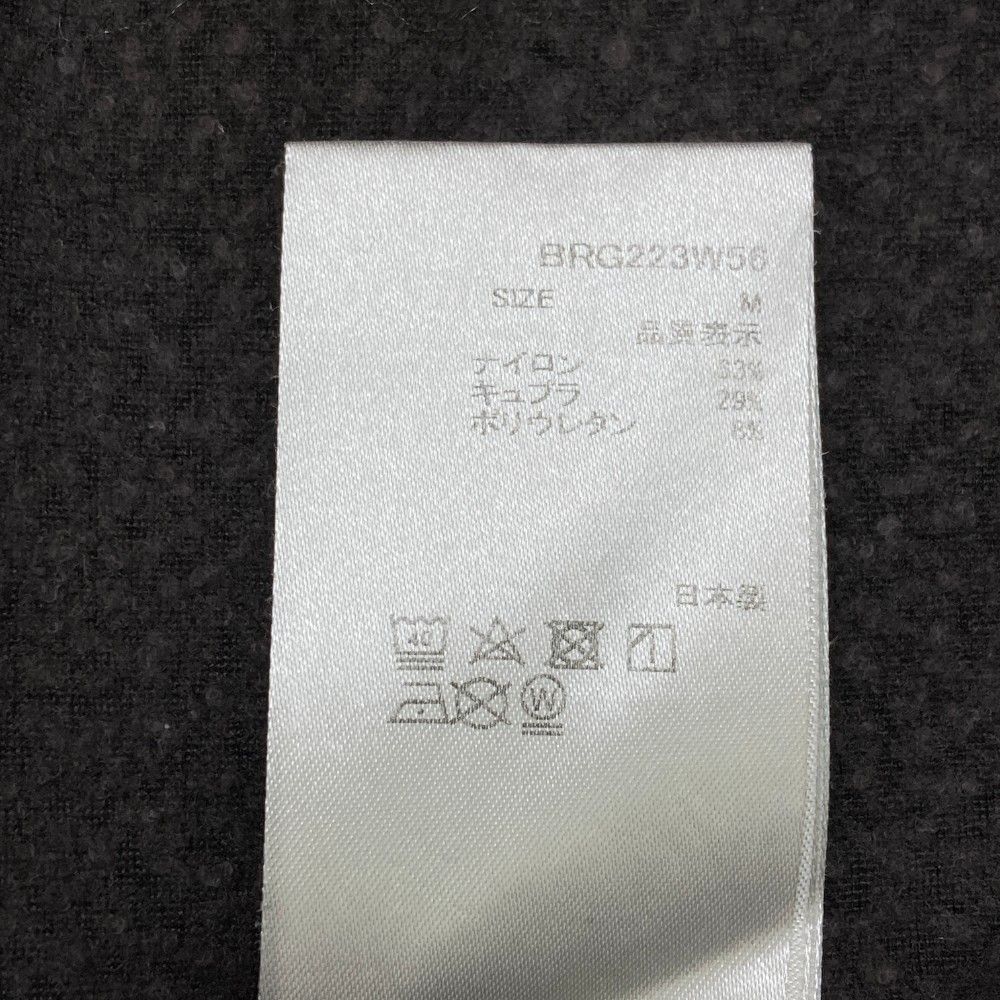 BRG223W56
SIZE M
品質表示
ナイロン 63%
キュプラ 29%
ポリウレタン 8%
日本製
40
W